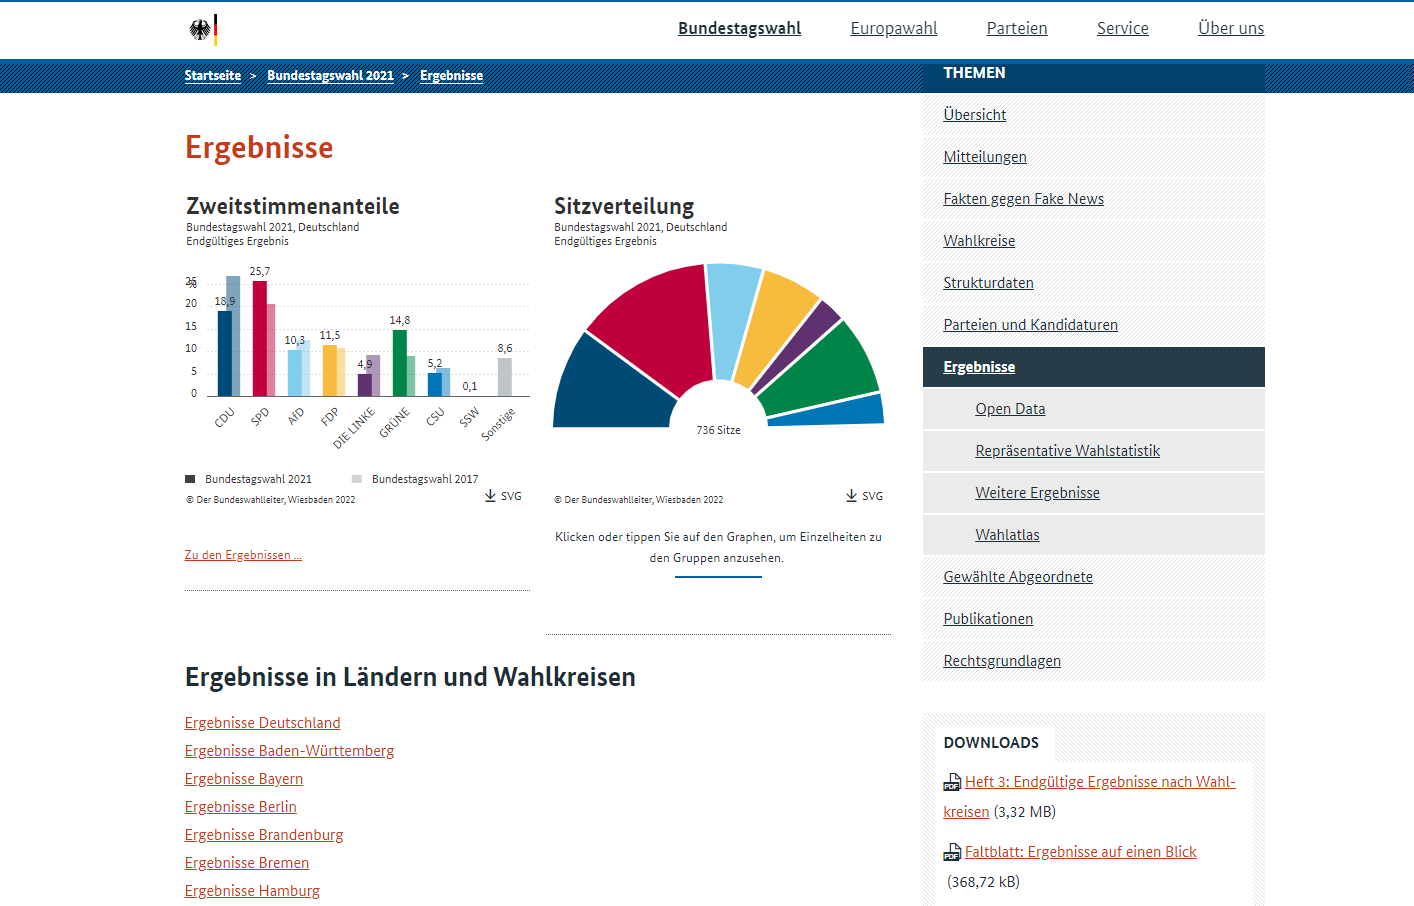 Bundestagswahl
Europawahl
Parteien
Service
Über uns
Startseite > Bundestagswahl 2021 > Ergebnisse
Ergebnisse
Zweitstimmenanteile
Bundestagswahl 2021, Deutschland
Endgültiges Ergebnis
25
%
20
15
10
5
0
18,9
25,7
10,3
11,5
4,9
14,8
5,2
0,1
8,6
CDU
SPD
AfD
FDP
DIE LINKE
GRÜNE
CSU
SSW
Sonstige
Bundestagswahl 2021
Bundestagswahl 2017
© Der Bundeswahlleiter, Wiesbaden 2022
SVG
Zu den Ergebnissen ...
Sitzverteilung
Bundestagswahl 2021, Deutschland
Endgültiges Ergebnis
736 Sitze
© Der Bundeswahlleiter, Wiesbaden 2022
SVG
Klicken oder tippen Sie auf den Graphen, um Einzelheiten zu
den Gruppen anzusehen.
Ergebnisse in Ländern und Wahlkreisen
Ergebnisse Deutschland
Ergebnisse Baden-Württemberg
Ergebnisse Bayern
Ergebnisse Berlin
Ergebnisse Brandenburg
Ergebnisse Bremen
Ergebnisse Hamburg
THEMEN
Übersicht
Mitteilungen
Fakten gegen Fake News
Wahlkreise
Strukturdaten
Parteien und Kandidaturen
Ergebnisse
Open Data
Repräsentative Wahlstatistik
Weitere Ergebnisse
Wahlatlas
Gewählte Abgeordnete
Publikationen
Rechtsgrundlagen
DOWNLOADS
PDF Heft 3: Endgültige Ergebnisse nach Wahl-
kreisen (3,32 MB)
PDF Faltblatt: Ergebnisse auf einen Blick
(368,72 kB)